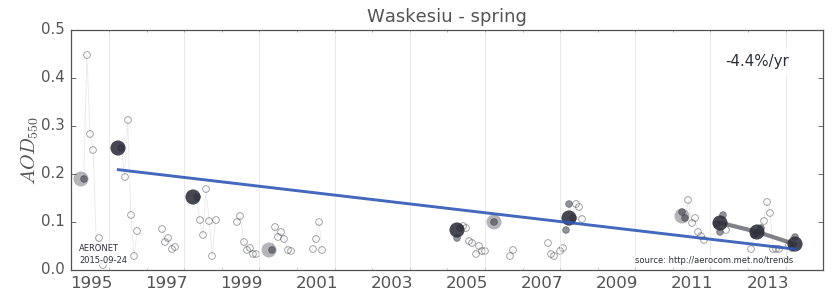 Waskesiu - spring
0.5
-4.4%/yr
0.4
0.3
AOD550
0.2
0.1
AERONET
2015-09-24
source: http://aerocom.met.no/trends
0.0
1995 1997 1999 2001 2003 2005 2007 2009 2011 2013